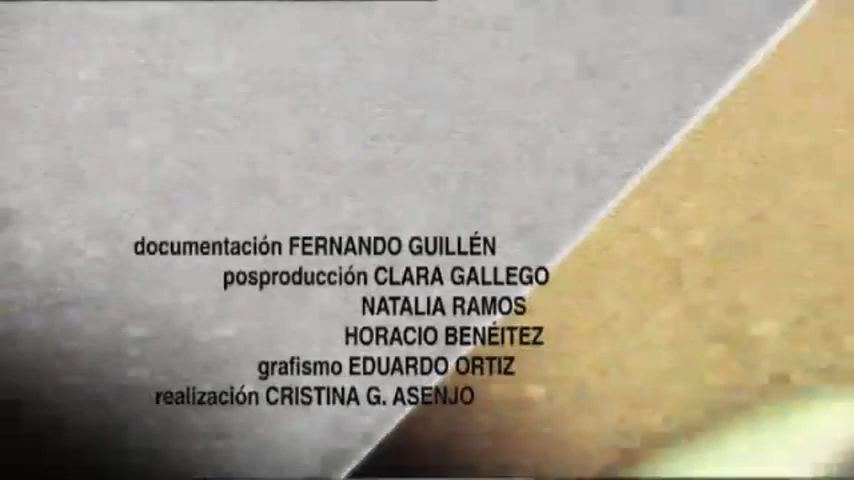 documentación FERNANDO GUILLÉN
posproducción CLARA GALLEGO
NATALIA RAMOS
HORACIO BENÉITEZ
grafismo EDUARDO ORTIZ
realización CRISTINA G. ASENJO